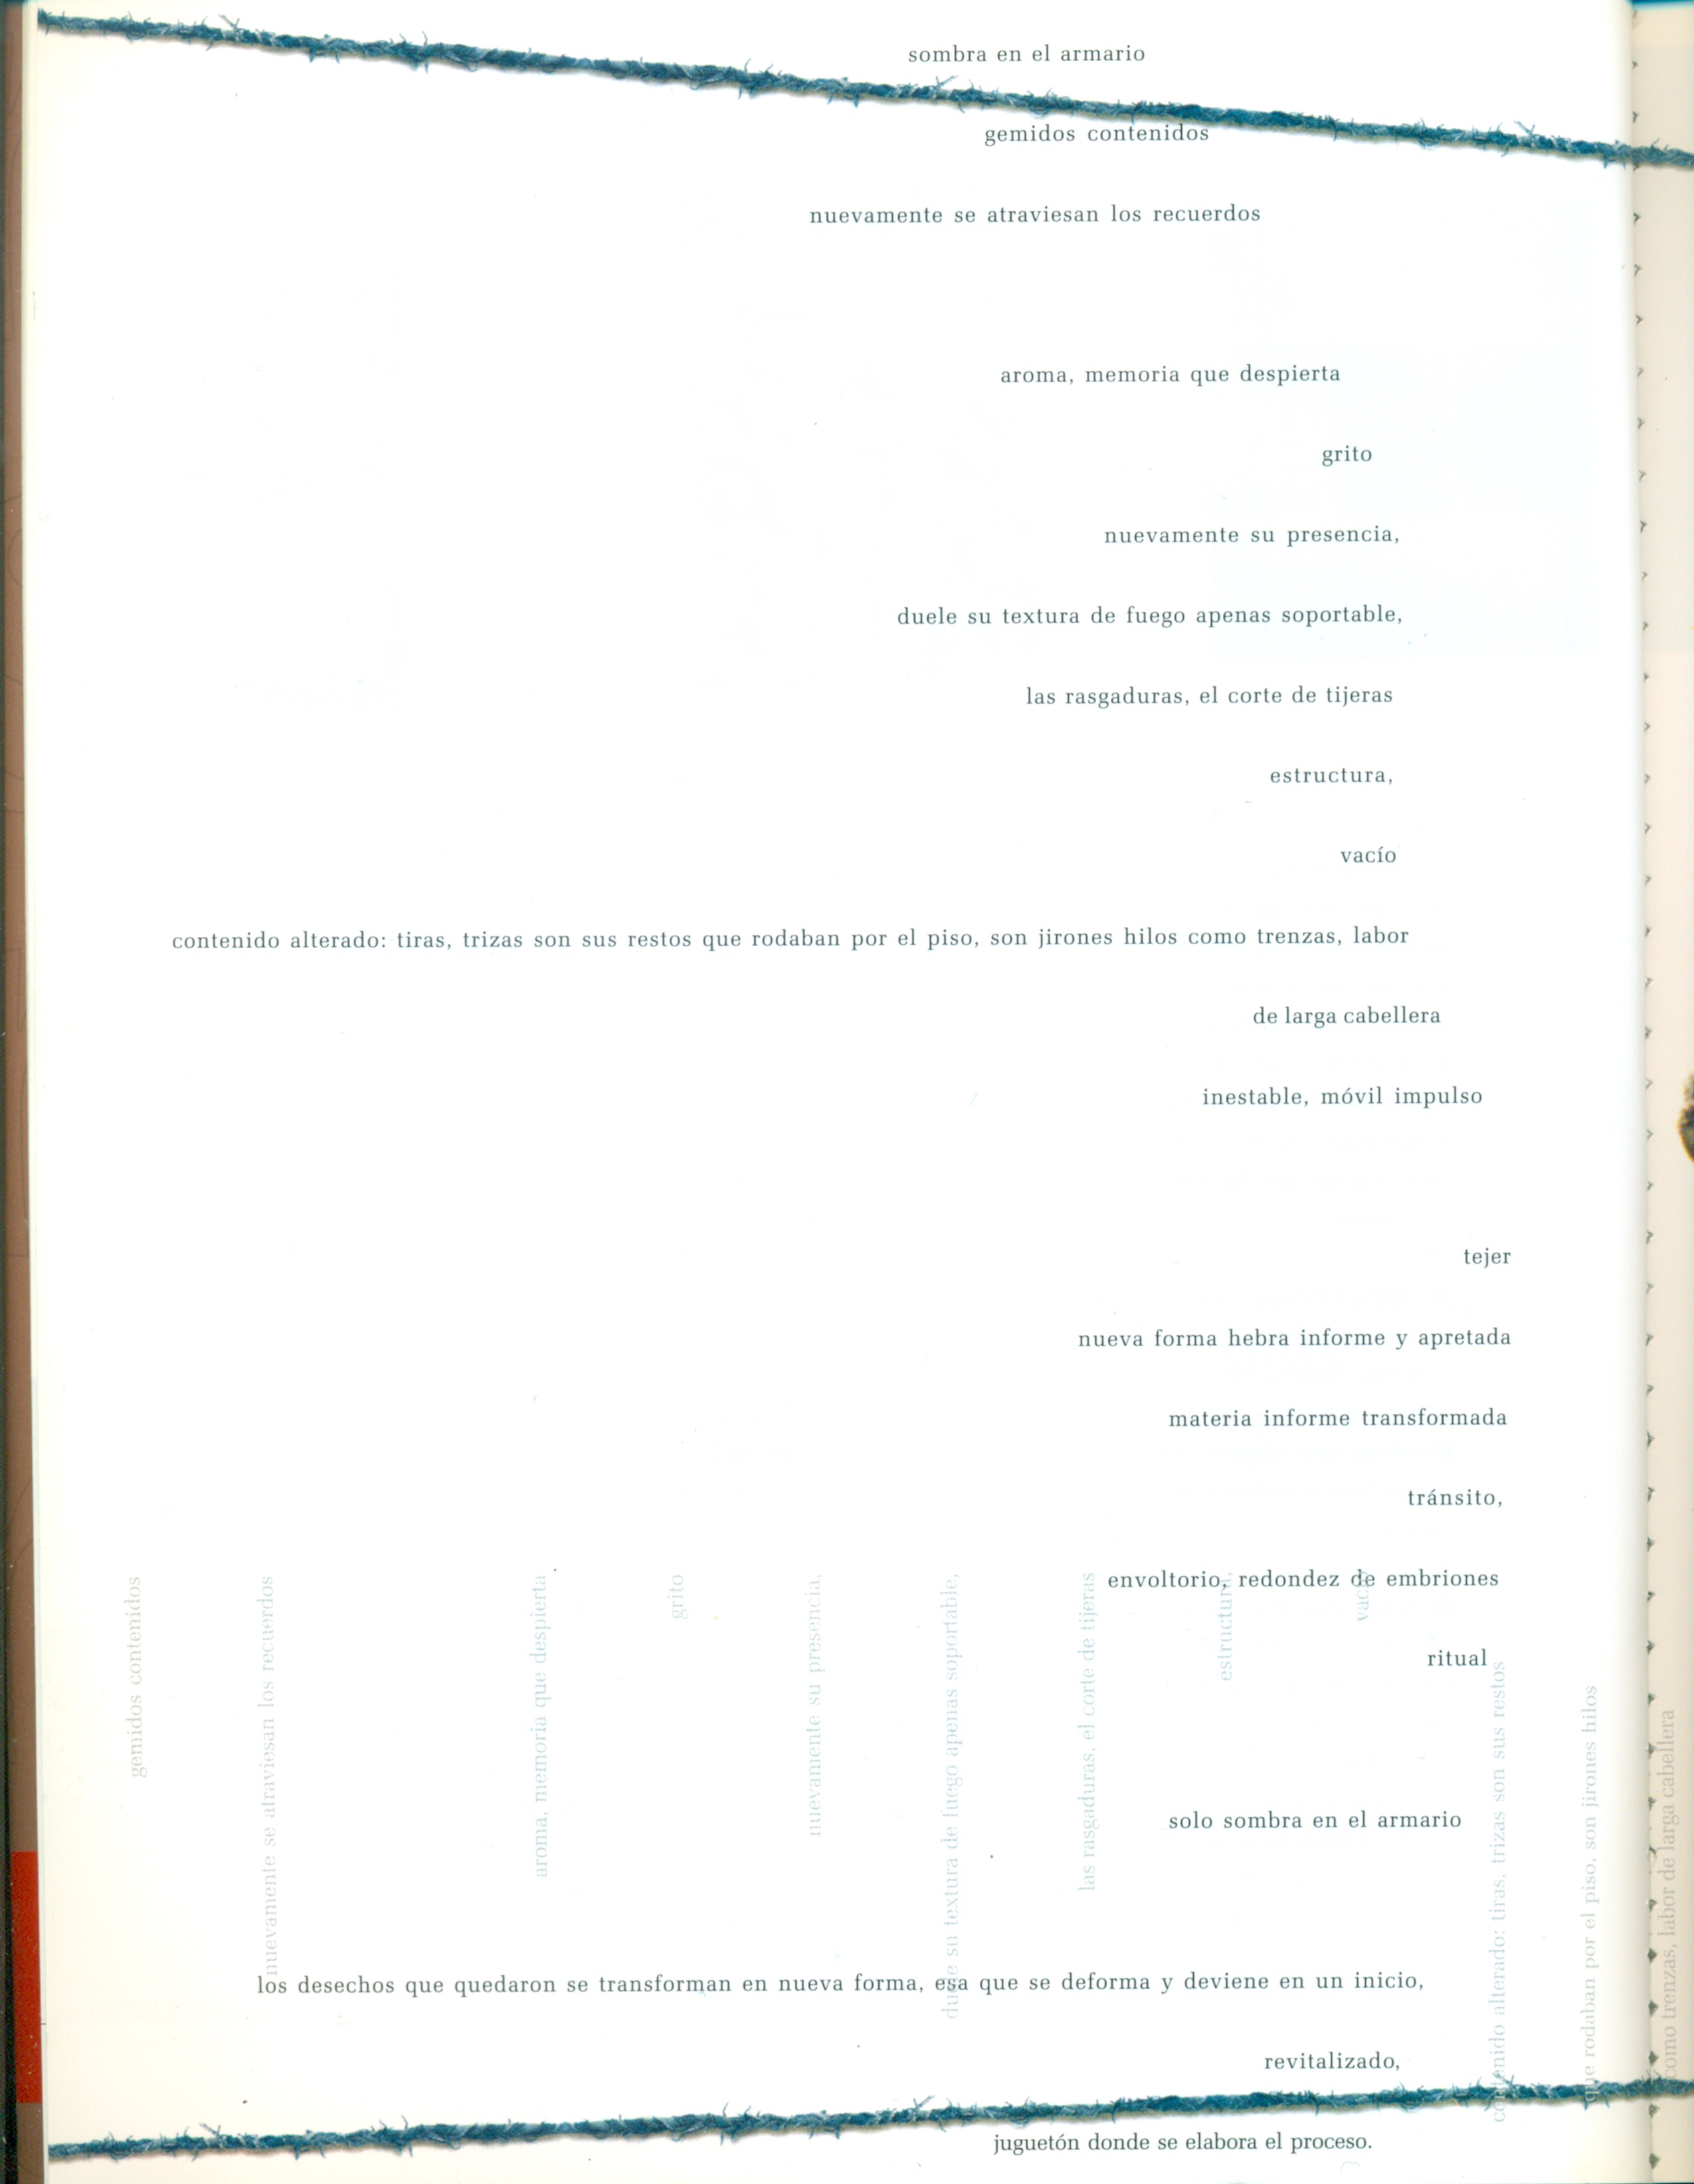 sombra en el armario
gemidos contenidos
nuevamente se atraviesan los recuerdos
aroma, memoria que despierta
grito
nuevamente su presencia,
duele su textura de fuego apenas soportable,
las rasgaduras, el corte de tijeras
estructura,
vacío
contenido alterado: tiras, trizas son sus restos que rodaban por el piso, son jirones hilos como trenzas, labor
de larga cabellera
inestable, móvil impulso
tejer
nueva forma hebra informe y apretada
materia informe transformada
tránsito,
envoltorio, redondez de embriones
ritual
solo sombra en el armario
los desechos que quedaron se transforman en nueva forma, esa que se deforma y deviene en un inicio,
revitalizado,
juguetón donde se elabora el proceso.
gemidos contenidos
nuevamente se atraviesan los recuerdos
aroma, memoria que despierta
grito
nuevamente su presencia,
duele su textura de fuego apenas soportable,
las rasgaduras, el corte de tijeras
estructura,
vacío
contenido alterado: tiras, trizas son sus restos
que rodaban por el piso, son jirones hilos
como trenzas, labor de larga cabellera